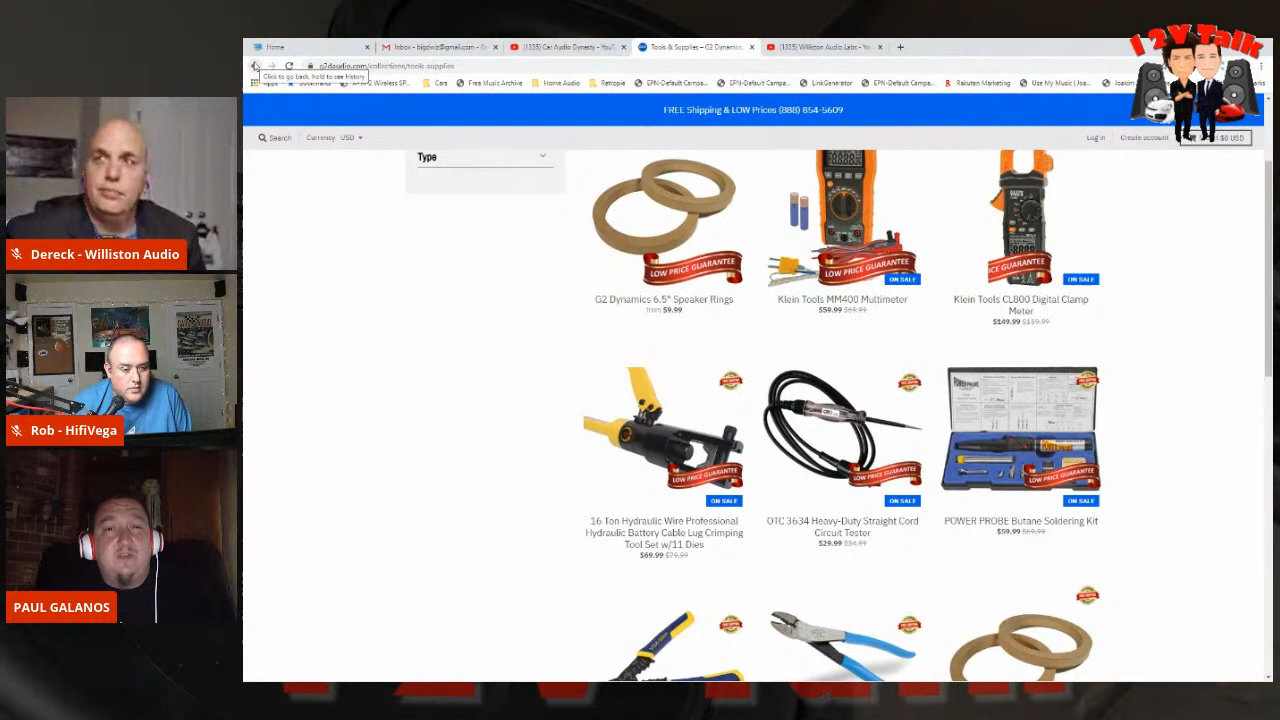 12V Talk
Home
Inbox - bigdwiz@gmail.com - G
(1335) Car Audio Dynesty - YouT
Tools & Supplies – G2 Dynamics
(1335) Williston Audio Labs - Yo
g2daudio.com/collections/tools-supplies
Click to go back, hold to see history
Cars
Free Music Archive
Home Audio
Retropie
EPN-Default Campa...
EPN-Default Campa...
LinkGenerator
EPN-Default Campa...
Rakuten Marketing
Use My Music | Joa...
FREE Shipping & LOW Prices (888) 854-5609
Search
Currency USD
Log in
Create account
$0 USD
Type
LOW PRICE GUARANTEE
LOW PRICE GUARANTEE
ON SALE
LOW PRICE GUARANTEE
ON SALE
G2 Dynamics 6.5" Speaker Rings
from $9.99
Klein Tools MM400 Multimeter
$59.99 $69.99
Klein Tools CL800 Digital Clamp
Meter
$149.99 $159.99
LOW PRICE GUARANTEE
ON SALE
LOW PRICE GUARANTEE
ON SALE
LOW PRICE GUARANTEE
ON SALE
16 Ton Hydraulic Wire Professional
Hydraulic Battery Cable Lug Crimping
Tool Set w/11 Dies
$69.99 $79.99
OTC 3634 Heavy-Duty Straight Cord
Circuit Tester
$29.99 $34.99
POWER PROBE Butane Soldering Kit
$59.99 $69.99
Dereck - Williston Audio
Rob - HifiVega
PAUL GALANOS